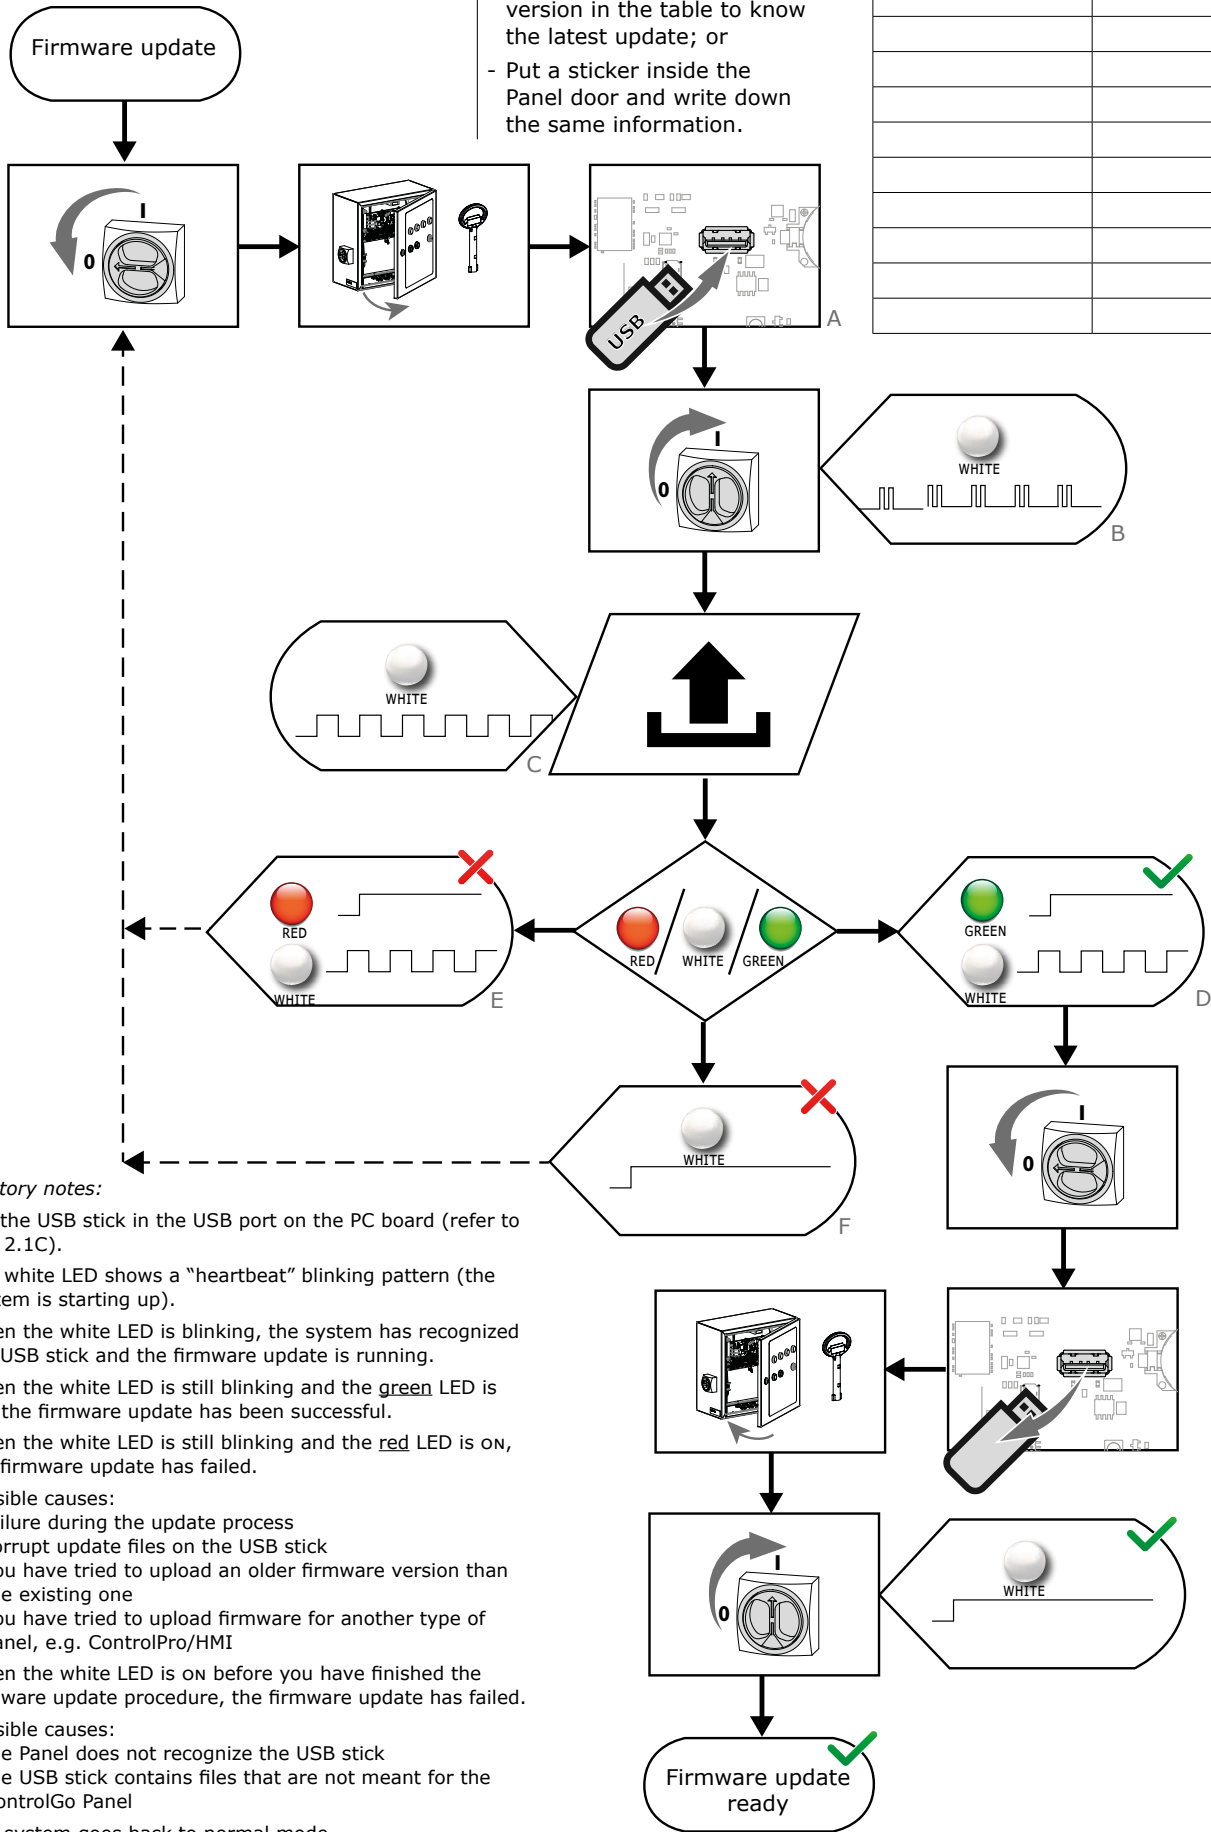 version in the table to know
the latest update; or
- Put a sticker inside the
Panel door and write down
the same information.
Firmware update
I
0
USB
A
I
0
WHITE
B
WHITE
C
RED
WHITE
E
RED
WHITE
GREEN
GREEN
WHITE
D
WHITE
F
I
0
I
0
WHITE
Firmware update
ready
tory notes:
the USB stick in the USB port on the PC board (refer to
2.1C).
white LED shows a “heartbeat” blinking pattern (the
tem is starting up).
en the white LED is blinking, the system has recognized
USB stick and the firmware update is running.
en the white LED is still blinking and the green LED is
the firmware update has been successful.
en the white LED is still blinking and the red LED is ON,
firmware update has failed.
sible causes:
ilure during the update process
orrupt update files on the USB stick
ou have tried to upload an older firmware version than
e existing one
ou have tried to upload firmware for another type of
anel, e.g. ControlPro/HMI
en the white LED is ON before you have finished the
ware update procedure, the firmware update has failed.
sible causes:
e Panel does not recognize the USB stick
e USB stick contains files that are not meant for the
ontrolGo Panel
system goes back to normal mode